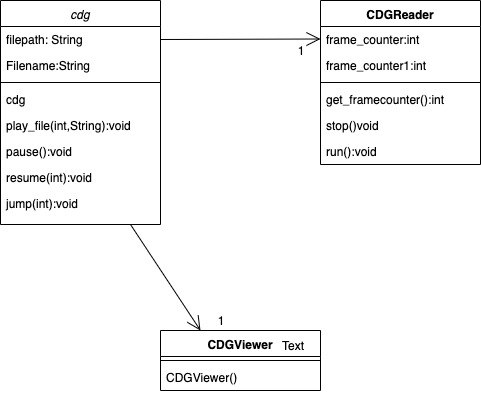 cdg
filepath: String
Filename:String
cdg
play_file(int,String):void
pause():void
resume(int):void
jump(int):void
1
CDGReader
frame_counter:int
frame_counter1:int
get_framecounter():int
stop()void
run():void
1
CDGViewer Text
CDGViewer()